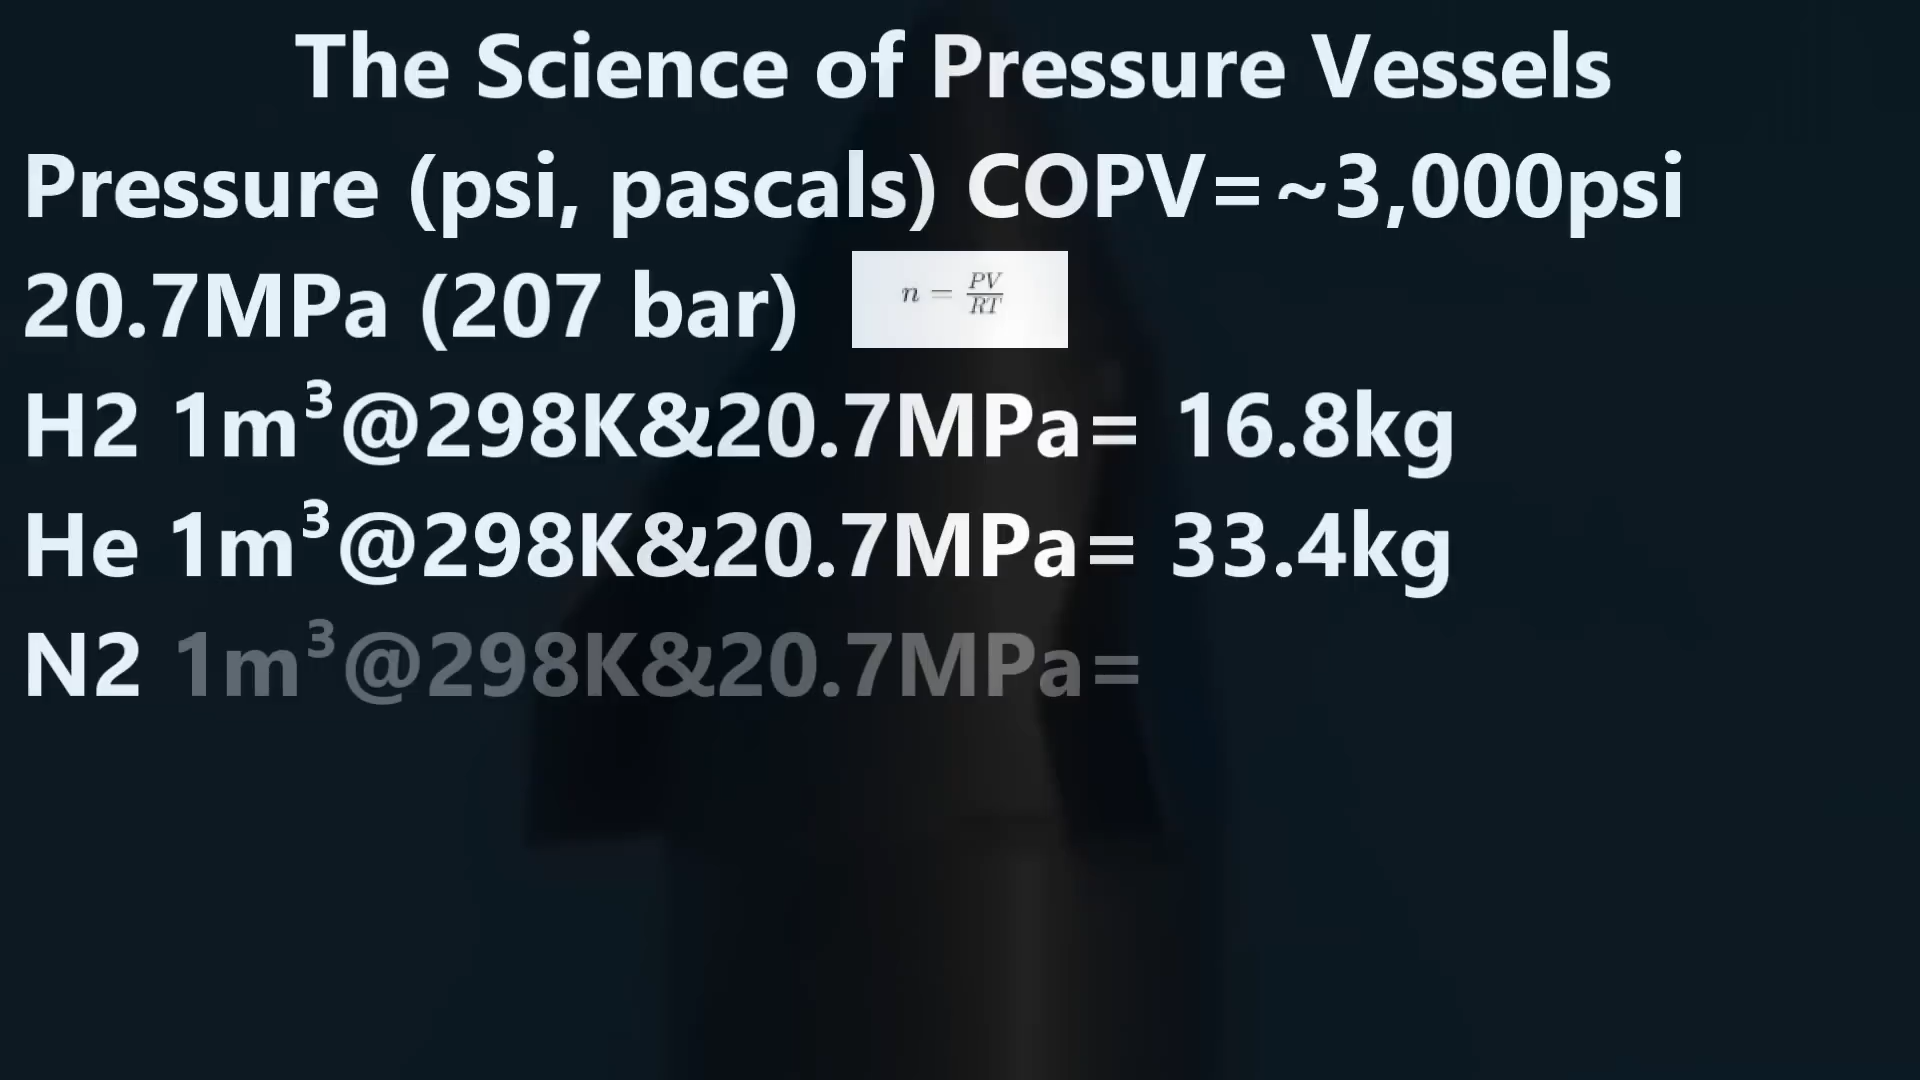 The Science of Pressure Vessels
Pressure (psi, pascals) COPV=~3,000psi
20.7MPa (207 bar) n = PV/RT
H2 1m³@298K&20.7MPa= 16.8kg
He 1m³@298K&20.7MPa= 33.4kg
N2 1m³@298K&20.7MPa=